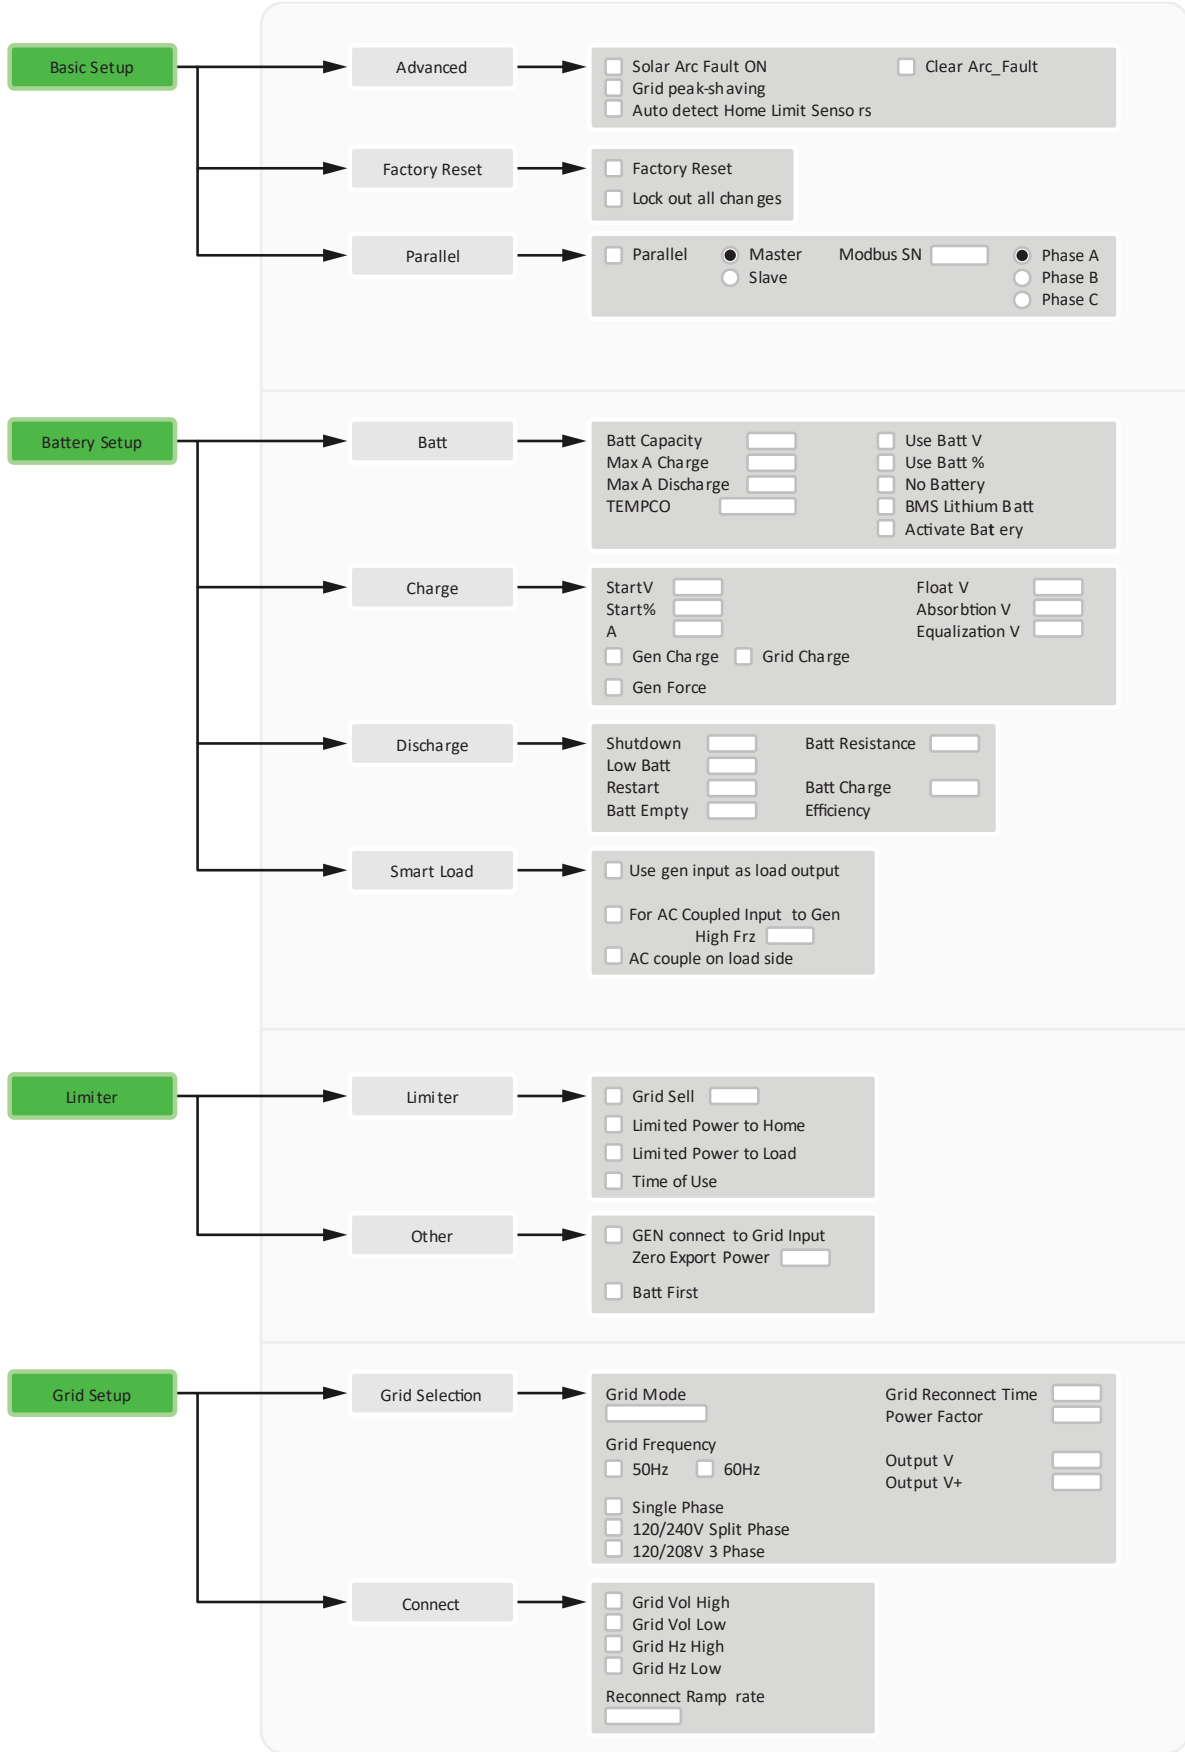 Basic Setup
Advanced
Solar Arc Fault ON
Clear Arc_Fault
Grid peak-shaving
Auto detect Home Limit Senso rs
Factory Reset
Factory Reset
Lock out all chan ges
Parallel
Parallel
Master
Modbus SN
Phase A
Slave
Phase B
Phase C
Battery Setup
Batt
Batt Capacity
Use Batt V
Max A Charge
Use Batt %
Max A Discharge
No Battery
TEMPCO
BMS Lithium Batt
Activate Bat ery
Charge
StartV
Float V
Start%
Absorbtion V
A
Equalization V
Gen Charge
Grid Charge
Gen Force
Discharge
Shutdown
Batt Resistance
Low Batt
Restart
Batt Charge
Batt Empty
Efficiency
Smart Load
Use gen input as load output
For AC Coupled Input to Gen
High Frz
AC couple on load side
Limiter
Limiter
Grid Sell
Limited Power to Home
Limited Power to Load
Time of Use
Other
GEN connect to Grid Input
Zero Export Power
Batt First
Grid Setup
Grid Selection
Grid Mode
Grid Reconnect Time
Power Factor
Grid Frequency
50Hz
60Hz
Output V
Output V+
Single Phase
120/240V Split Phase
120/208V 3 Phase
Connect
Grid Vol High
Grid Vol Low
Grid Hz High
Grid Hz Low
Reconnect Ramp rate